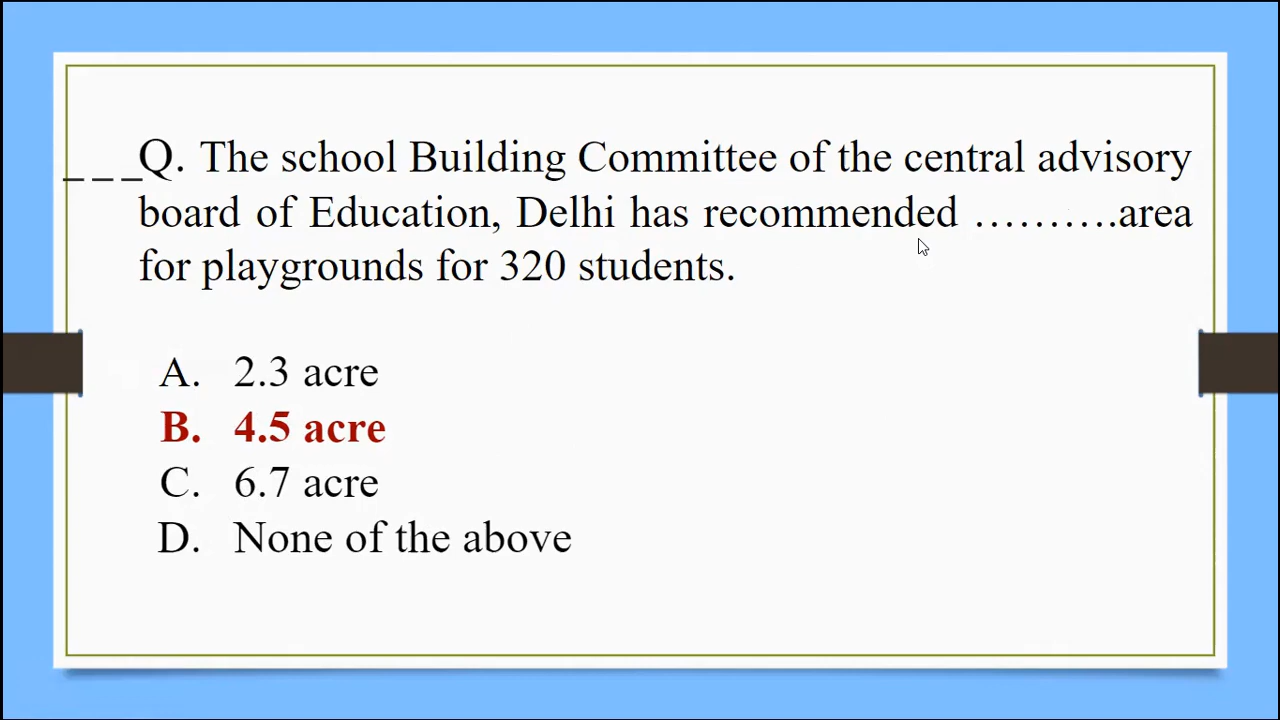 _ _ _Q. The school Building Committee of the central advisory
board of Education, Delhi has recommended ……….area
for playgrounds for 320 students.
A. 2.3 acre
B. 4.5 acre
C. 6.7 acre
D. None of the above